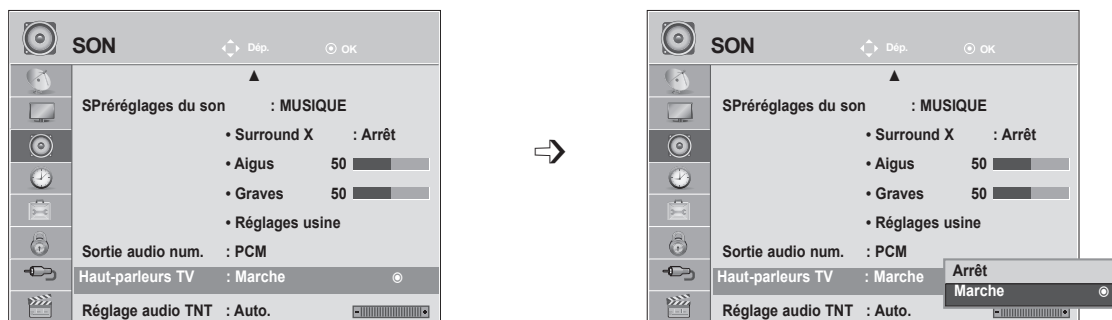 SON Dép. OK
SPréréglages du son : MUSIQUE
• Surround X : Arrêt
• Aigus 50
• Graves 50
• Réglages usine
Sortie audio num. : PCM
Haut-parleurs TV : Marche
Réglage audio TNT : Auto.
SON Dép. OK
SPréréglages du son : MUSIQUE
• Surround X : Arrêt
• Aigus 50
• Graves 50
• Réglages usine
Sortie audio num. : PCM
Haut-parleurs TV : Marche
Arrêt
Marche
Réglage audio TNT : Auto.